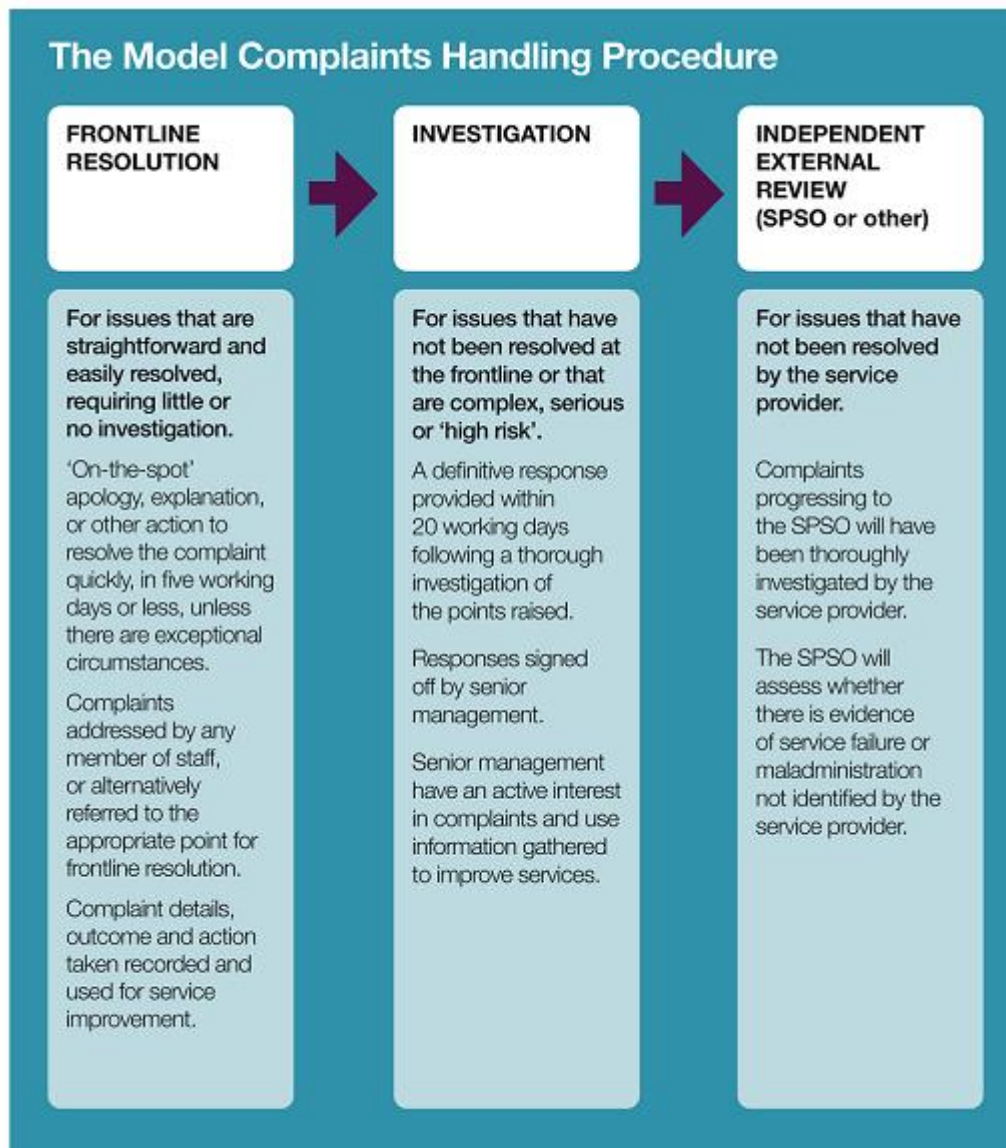 The Model Complaints Handling Procedure
FRONTLINE
RESOLUTION
INVESTIGATION
INDEPENDENT
EXTERNAL
REVIEW
(SPSO or other)
For issues that are
straightforward and
easily resolved,
requiring little or
no investigation.
‘On-the-spot’
apology, explanation,
or other action to
resolve the complaint
quickly, in five working
days or less, unless
there are exceptional
circumstances.
Complaints
addressed by any
member of staff,
or alternatively
referred to the
appropriate point for
frontline resolution.
Complaint details,
outcome and action
taken recorded and
used for service
improvement.
For issues that have
not been resolved at
the frontline or that
are complex, serious
or ‘high risk’.
A definitive response
provided within
20 working days
following a thorough
investigation of
the points raised.
Responses signed
off by senior
management.
Senior management
have an active interest
in complaints and use
information gathered
to improve services.
For issues that have
not been resolved
by the service
provider.
Complaints
progressing to
the SPSO will have
been thoroughly
investigated by the
service provider.
The SPSO will
assess whether
there is evidence
of service failure or
maladministration
not identified by the
service provider.